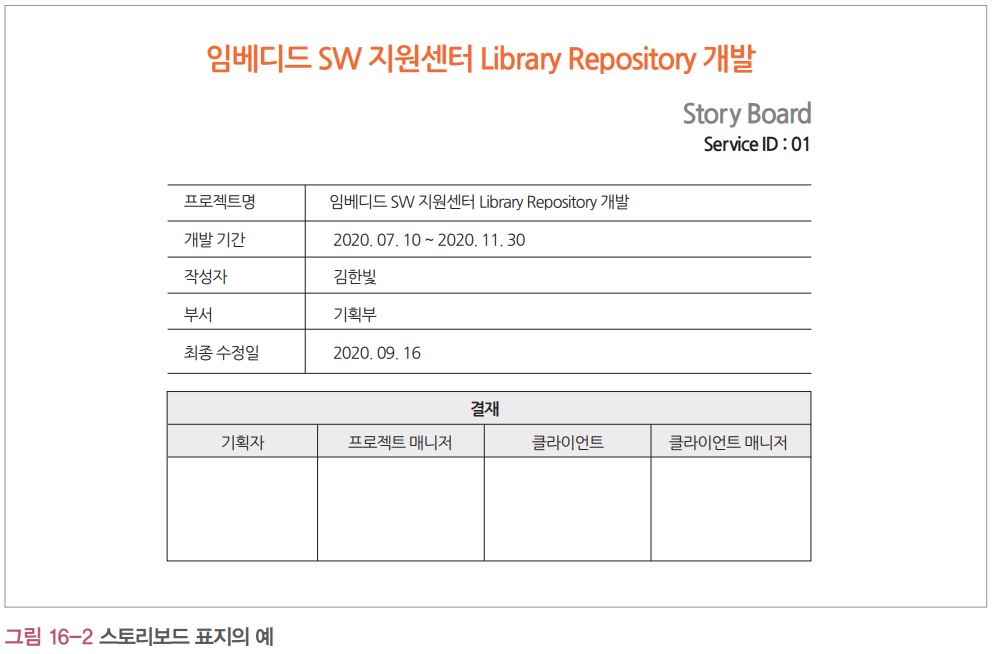 임베디드 SW 지원센터 Library Repository 개발
Story Board
Service ID : 01
프로젝트명 임베디드 SW 지원센터 Library Repository 개발
개발 기간 2020. 07. 10 ~ 2020. 11. 30
작성자 김한빛
부서 기획부
최종 수정일 2020. 09. 16
결재
기획자 프로젝트 매니저 클라이언트 클라이언트 매니저
그림 16-2 스토리보드 표지의 예